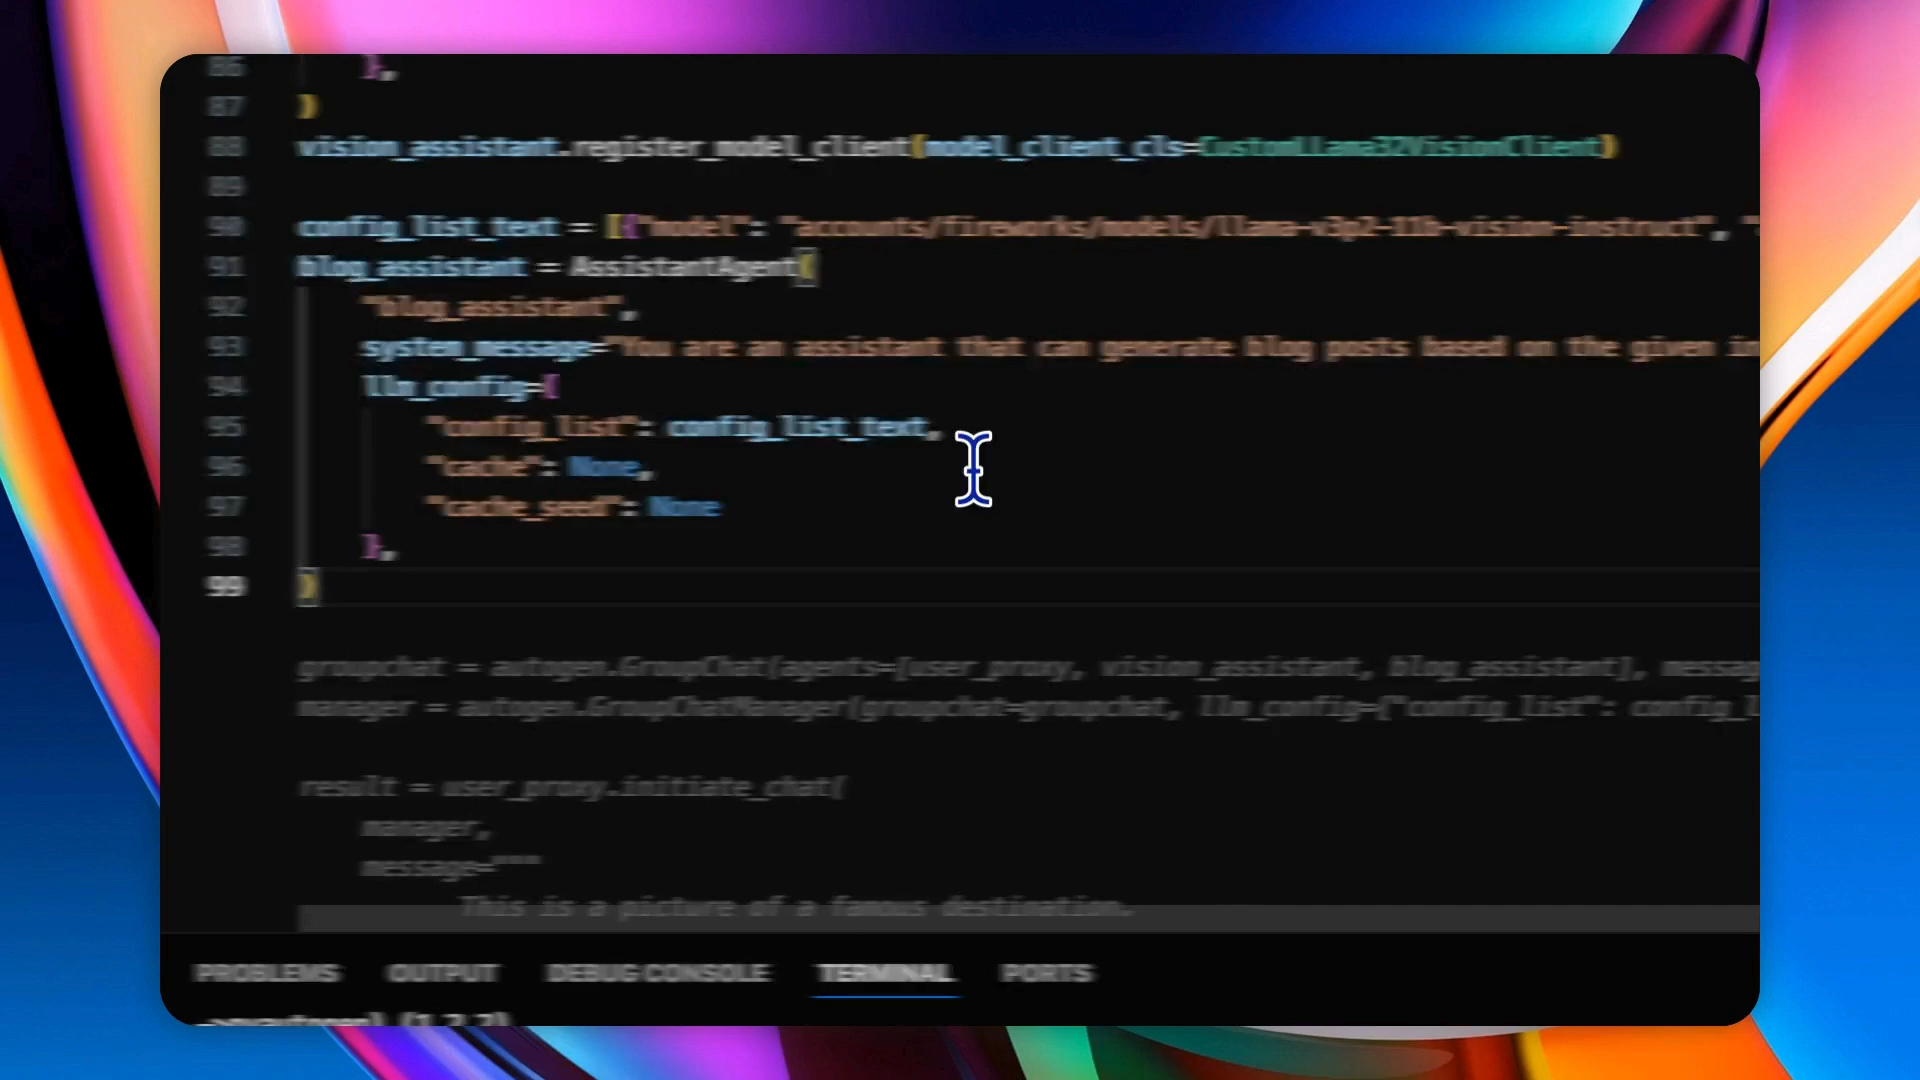 86 },
87 )
88 vision_assistant.register_model_client(model_client_cls=CustomLlama32VisionClient)
89
90 config_list_text = [{"model": "accounts/fireworks/models/llama-v3p2-11b-vision-instruct", "
91 blog_assistant = AssistantAgent(
92 "blog_assistant",
93 system_message="You are an assistant that can generate blog posts based on the given in
94 llm_config={
95 "config_list": config_list_text,
96 "cache": None,
97 "cache_seed": None
98 },
99 )
groupchat = autogen.GroupChat(agents=[user_proxy, vision_assistant, blog_assistant], messag
manager = autogen.GroupChatManager(groupchat=groupchat, llm_config={"config_list": config_l
result = user_proxy.initiate_chat(
manager,
message="""
This is a picture of a famous destination.
PROBLEMS OUTPUT DEBUG CONSOLE TERMINAL PORTS